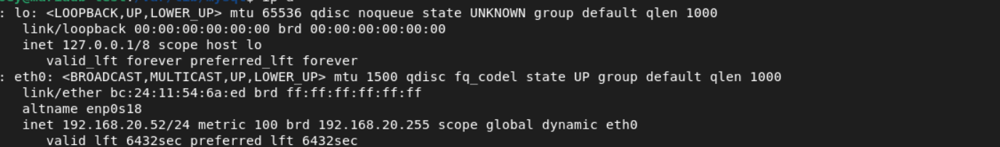 : lo: <LOOPBACK,UP,LOWER_UP> mtu 65536 qdisc noqueue state UNKNOWN group default qlen 1000
link/loopback 00:00:00:00:00:00 brd 00:00:00:00:00:00
inet 127.0.0.1/8 scope host lo
valid_lft forever preferred_lft forever
: eth0: <BROADCAST,MULTICAST,UP,LOWER_UP> mtu 1500 qdisc fq_codel state UP group default qlen 1000
link/ether bc:24:11:54:6a:ed brd ff:ff:ff:ff:ff:ff
altname enp0s18
inet 192.168.20.52/24 metric 100 brd 192.168.20.255 scope global dynamic eth0
valid_lft 6432sec preferred_lft 6432sec